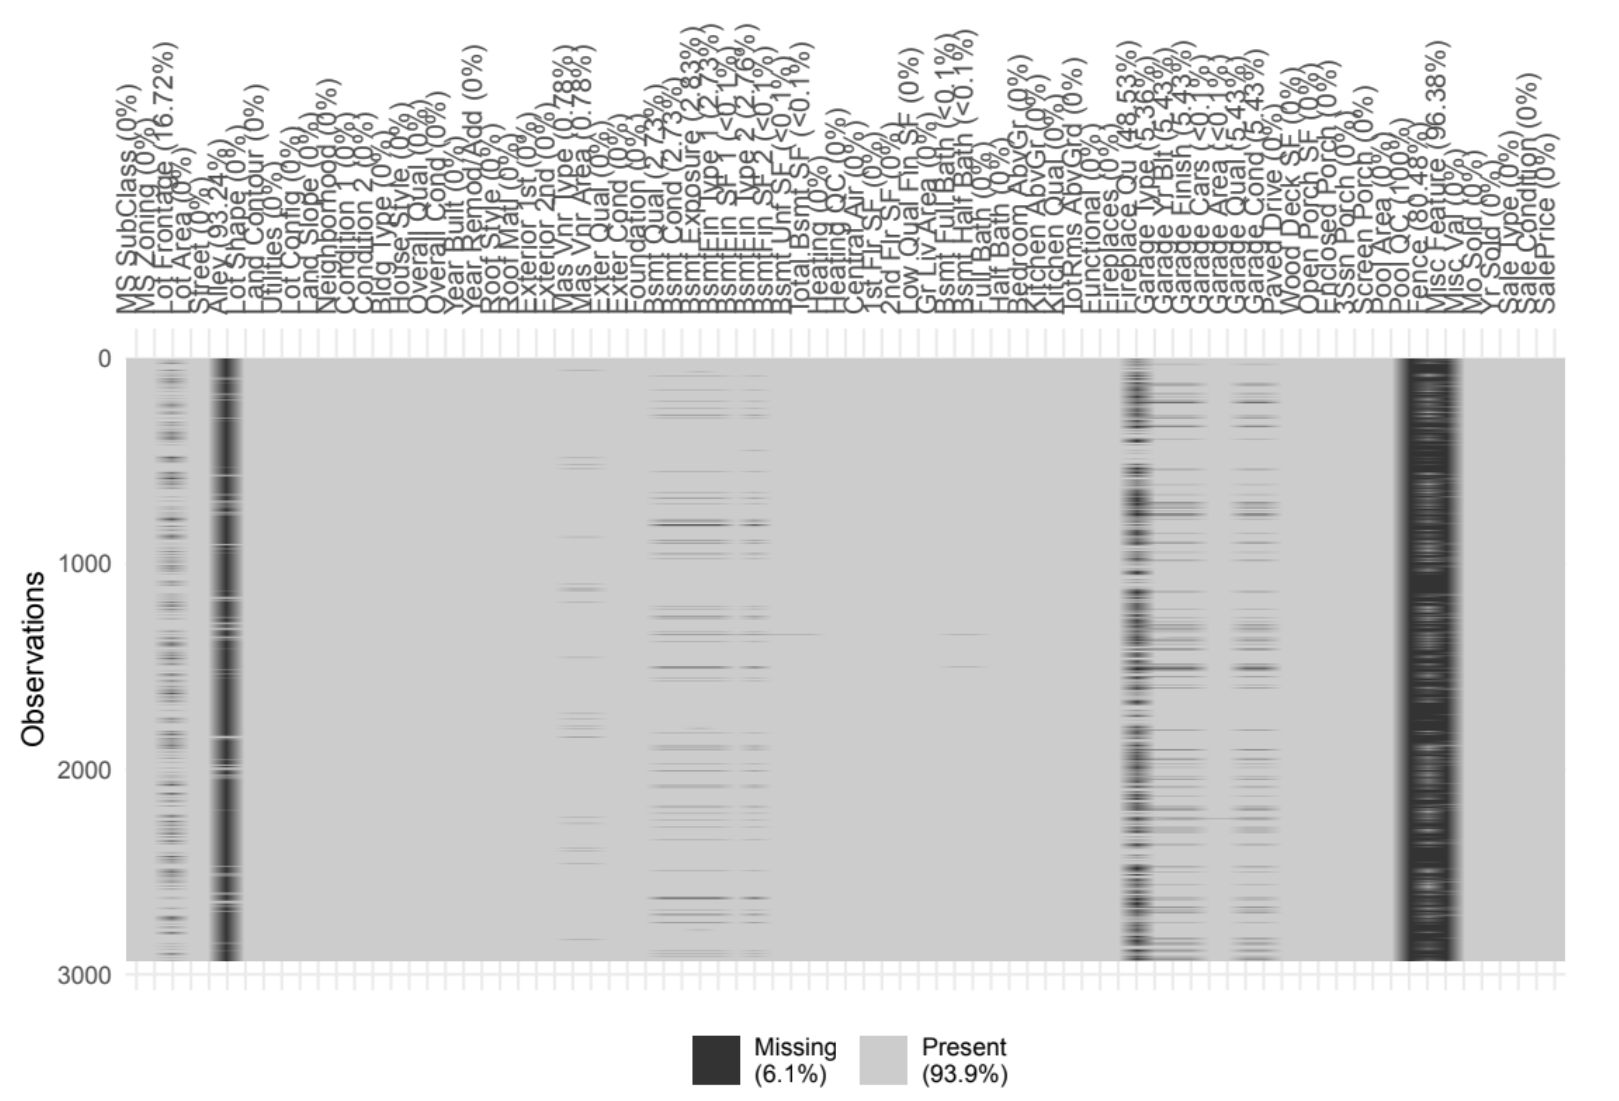 MS SubClass (0%)
MS Zoning (0%)
Lot Frontage (16.72%)
Lot Area (0%)
Street (0%)
Alley (93.24%)
Lot Shape (0%)
Land Contour (0%)
Utilities (0%)
Lot Config (0%)
Land Slope (0%)
Neighborhood (0%)
Condition 1 (0%)
Condition 2 (0%)
Bldg Type (0%)
House Style (0%)
Overall Qual (0%)
Overall Cond (0%)
Year Built (0%)
Year Remod/Add (0%)
Roof Style (0%)
Roof Matl (0%)
Exterior 1st (0%)
Exterior 2nd (0%)
Mas Vnr Type (0.78%)
Mas Vnr Area (0.78%)
Exter Qual (0%)
Exter Cond (0%)
Foundation (0%)
Bsmt Qual (2.73%)
Bsmt Cond (2.73%)
Bsmt Exposure (2.83%)
BsmtFin Type 1 (2.73%)
BsmtFin SF 1 (<0.1%)
BsmtFin Type 2 (2.76%)
BsmtFin SF 2 (<0.1%)
Bsmt Unf SF (<0.1%)
Total Bsmt SF (<0.1%)
Heating (0%)
Heating QC (0%)
Central Air (0%)
1st Flr SF (0%)
2nd Flr SF (0%)
Low Qual Fin SF (0%)
Gr Liv Area (0%)
Bsmt Full Bath (<0.1%)
Bsmt Half Bath (<0.1%)
Full Bath (0%)
Half Bath (0%)
Bedroom AbvGr (0%)
Kitchen AbvGr (0%)
Kitchen Qual (0%)
TotRms AbvGrd (0%)
Functional (0%)
Fireplaces (0%)
Fireplace Qu (48.53%)
Garage Type (5.36%)
Garage Yr Blt (5.43%)
Garage Finish (5.43%)
Garage Cars (<0.1%)
Garage Area (<0.1%)
Garage Qual (5.43%)
Garage Cond (5.43%)
Paved Drive (0%)
Wood Deck SF (0%)
Open Porch SF (0%)
Enclosed Porch (0%)
3Ssn Porch (0%)
Screen Porch (0%)
Pool Area (0%)
Pool QC (100%)
Fence (80.48%)
Misc Feature (96.38%)
Misc Val (0%)
Mo Sold (0%)
Yr Sold (0%)
Sale Type (0%)
Sale Condition (0%)
SalePrice (0%)
0
1000
2000
3000
Observations
Missing
(6.1%)
Present
(93.9%)